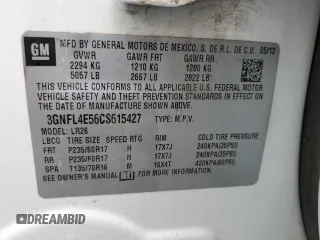 GM
MFD BY GENERAL MOTORS DE MEXICO, S. DE R.L. DE C.V. 05/12
GVWR GAWR FRT GAWR RR
2294 KG 1210 KG 1280 KG
5057 LB 2667 LB 2822 LB
THIS VEHICLE CONFORMS TO ALL APPLICABLE U.S. FEDERAL MOTOR
VEHICLE SAFETY AND THEFT PREVENTION STANDARDS IN EFFECT ON
THE DATE OF MANUFACTURE SHOWN ABOVE.
3GNFL4E56CS615427 TYPE: M.P.V.
MODEL: LR26
LBCG TIRE SIZE SPEED RTG RIM COLD TIRE PRESSURE
FRT P235/60R17 H 17X7J 240KPA(35PSI)
RR P235/60R17 H 17X7J 240KPA(35PSI)
SPA T135/70R16 M 16X4T 420KPA(60PSI)
SEE OWNER'S MANUAL FOR ADDITIONAL INFORMATION.
OTOFAX